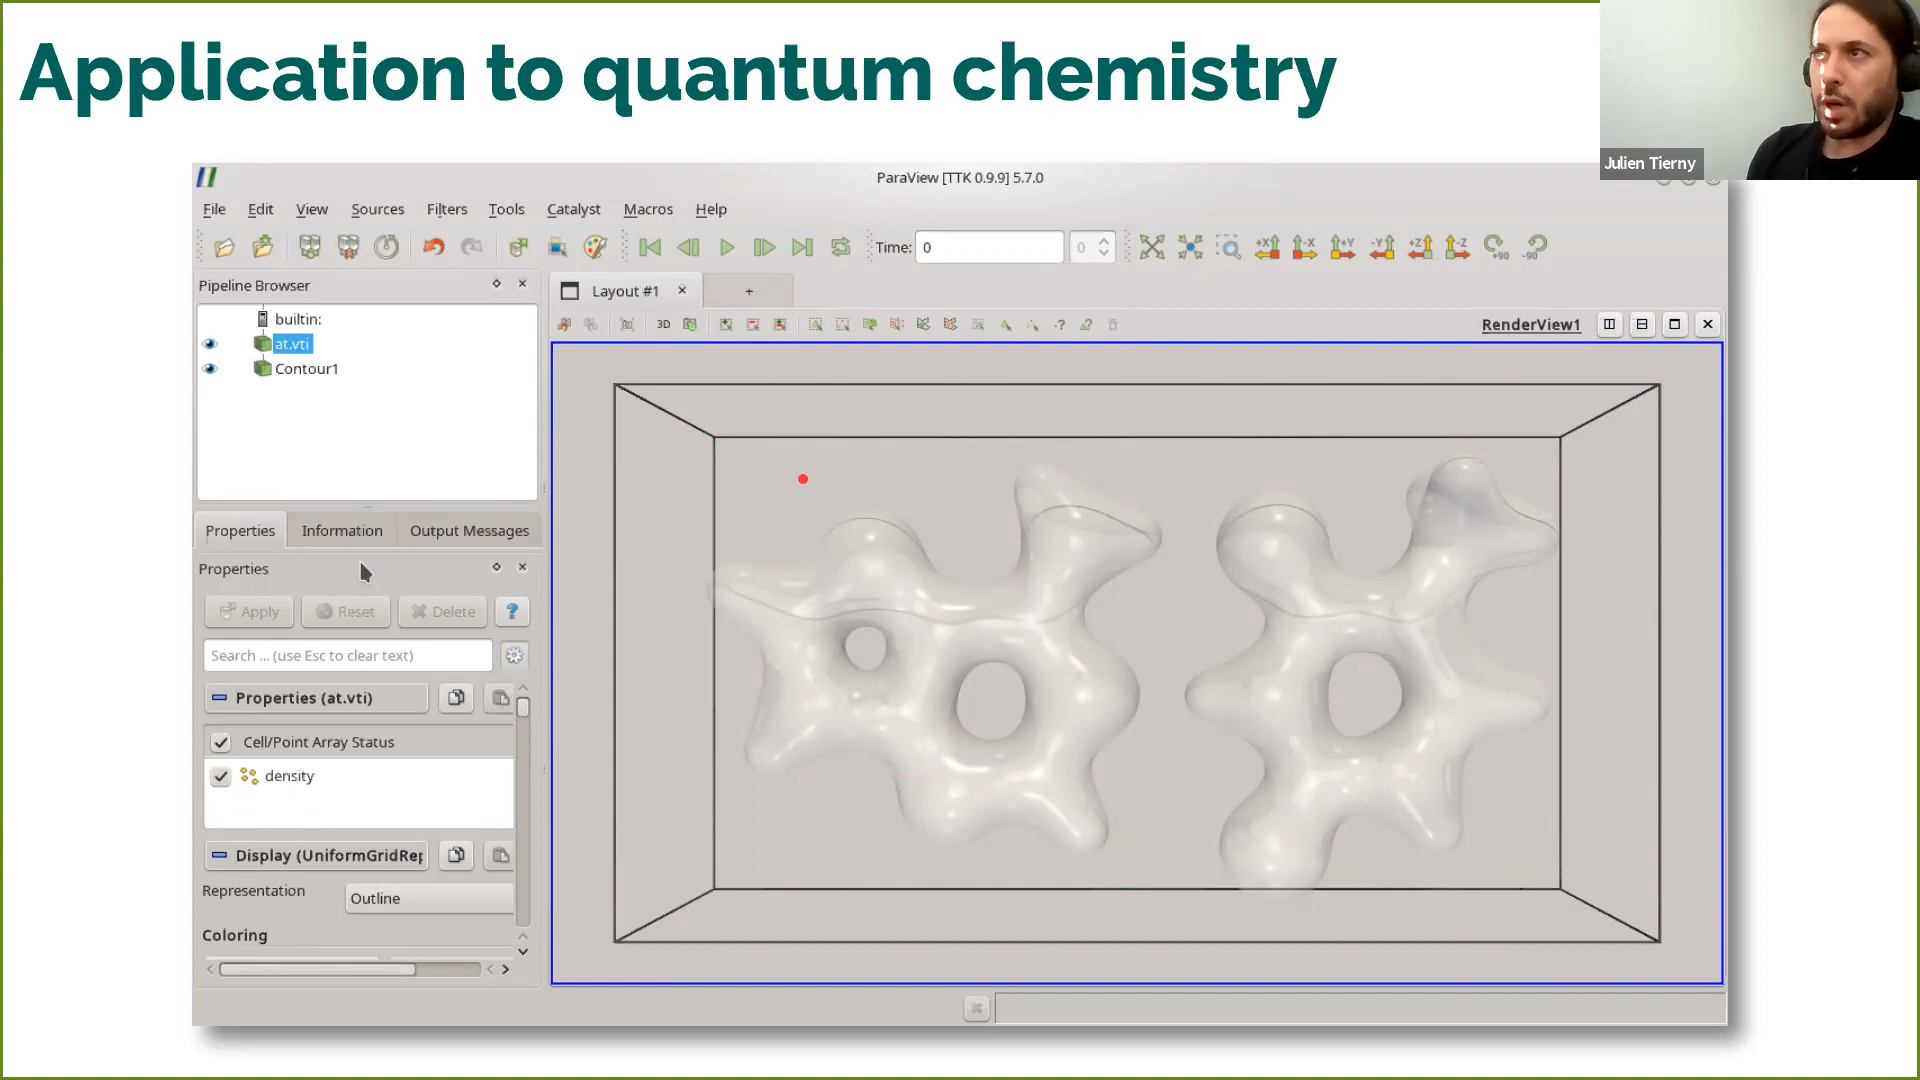 Application to quantum chemistry
Julien Tierny
ParaView [TTK 0.9.9] 5.7.0
File Edit View Sources Filters Tools Catalyst Macros Help
Time: 0 0 +X -X +Y -Y +Z -Z +90 -90
Pipeline Browser
Layout #1 +
builtin:
3D RenderView1
at.vti
Contour1
Properties Information Output Messages
Properties
Apply Reset Delete ?
Search ... (use Esc to clear text)
Properties (at.vti)
Cell/Point Array Status
density
Display (UniformGridRep
Representation Outline
Coloring